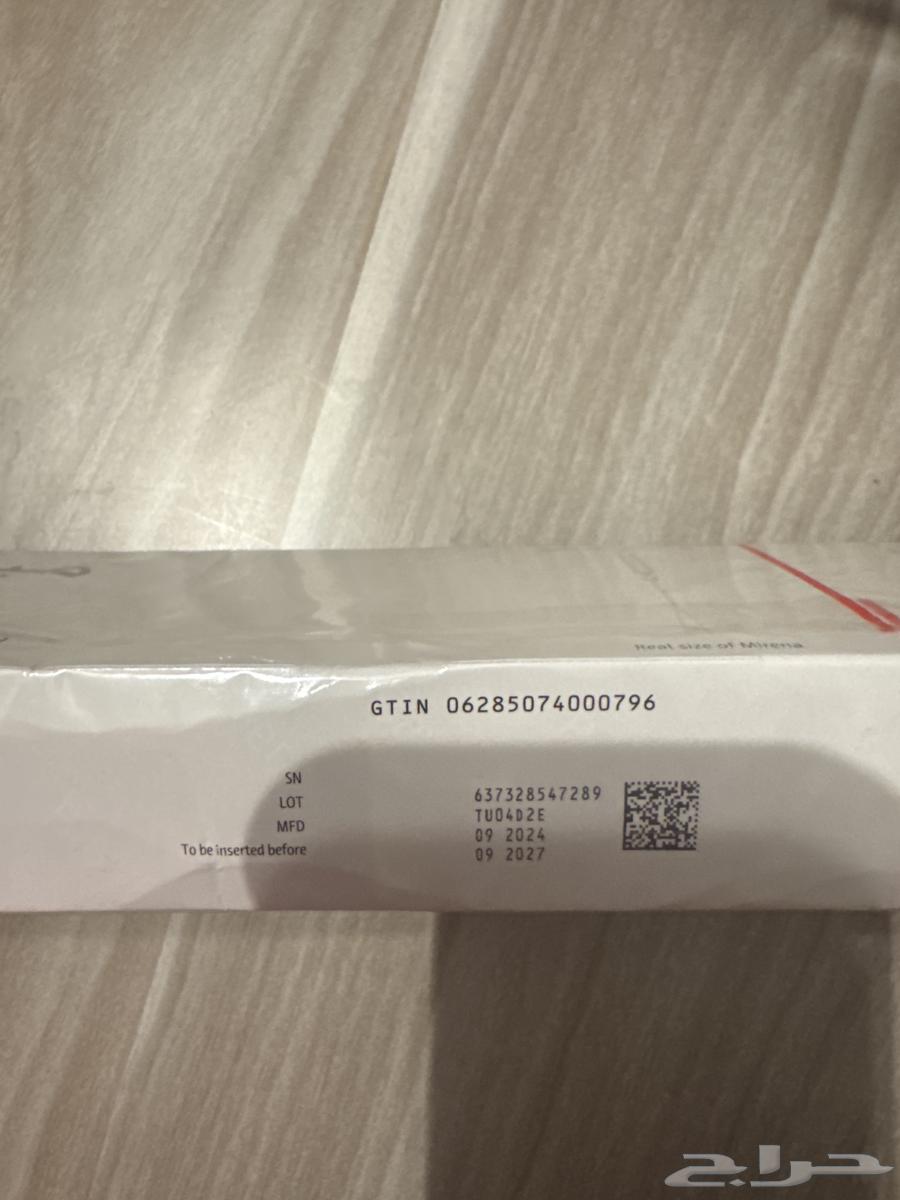 Real size of Mirena
GTIN 06285074000796
SN 637328547289
LOT TU04D2E
MFD 09 2024
To be inserted before 09 2027
حراج